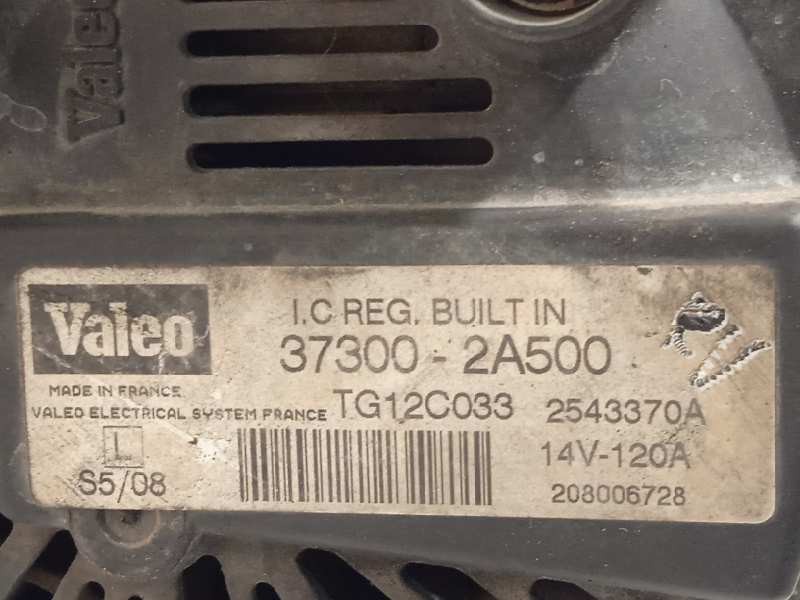 Valeo
Valeo
I.C REG. BUILT IN
37300 - 2A500
MADE IN FRANCE
VALEO ELECTRICAL SYSTEM FRANCE
TG12C033
2543370A
L
14V-120A
S5/08
208006728